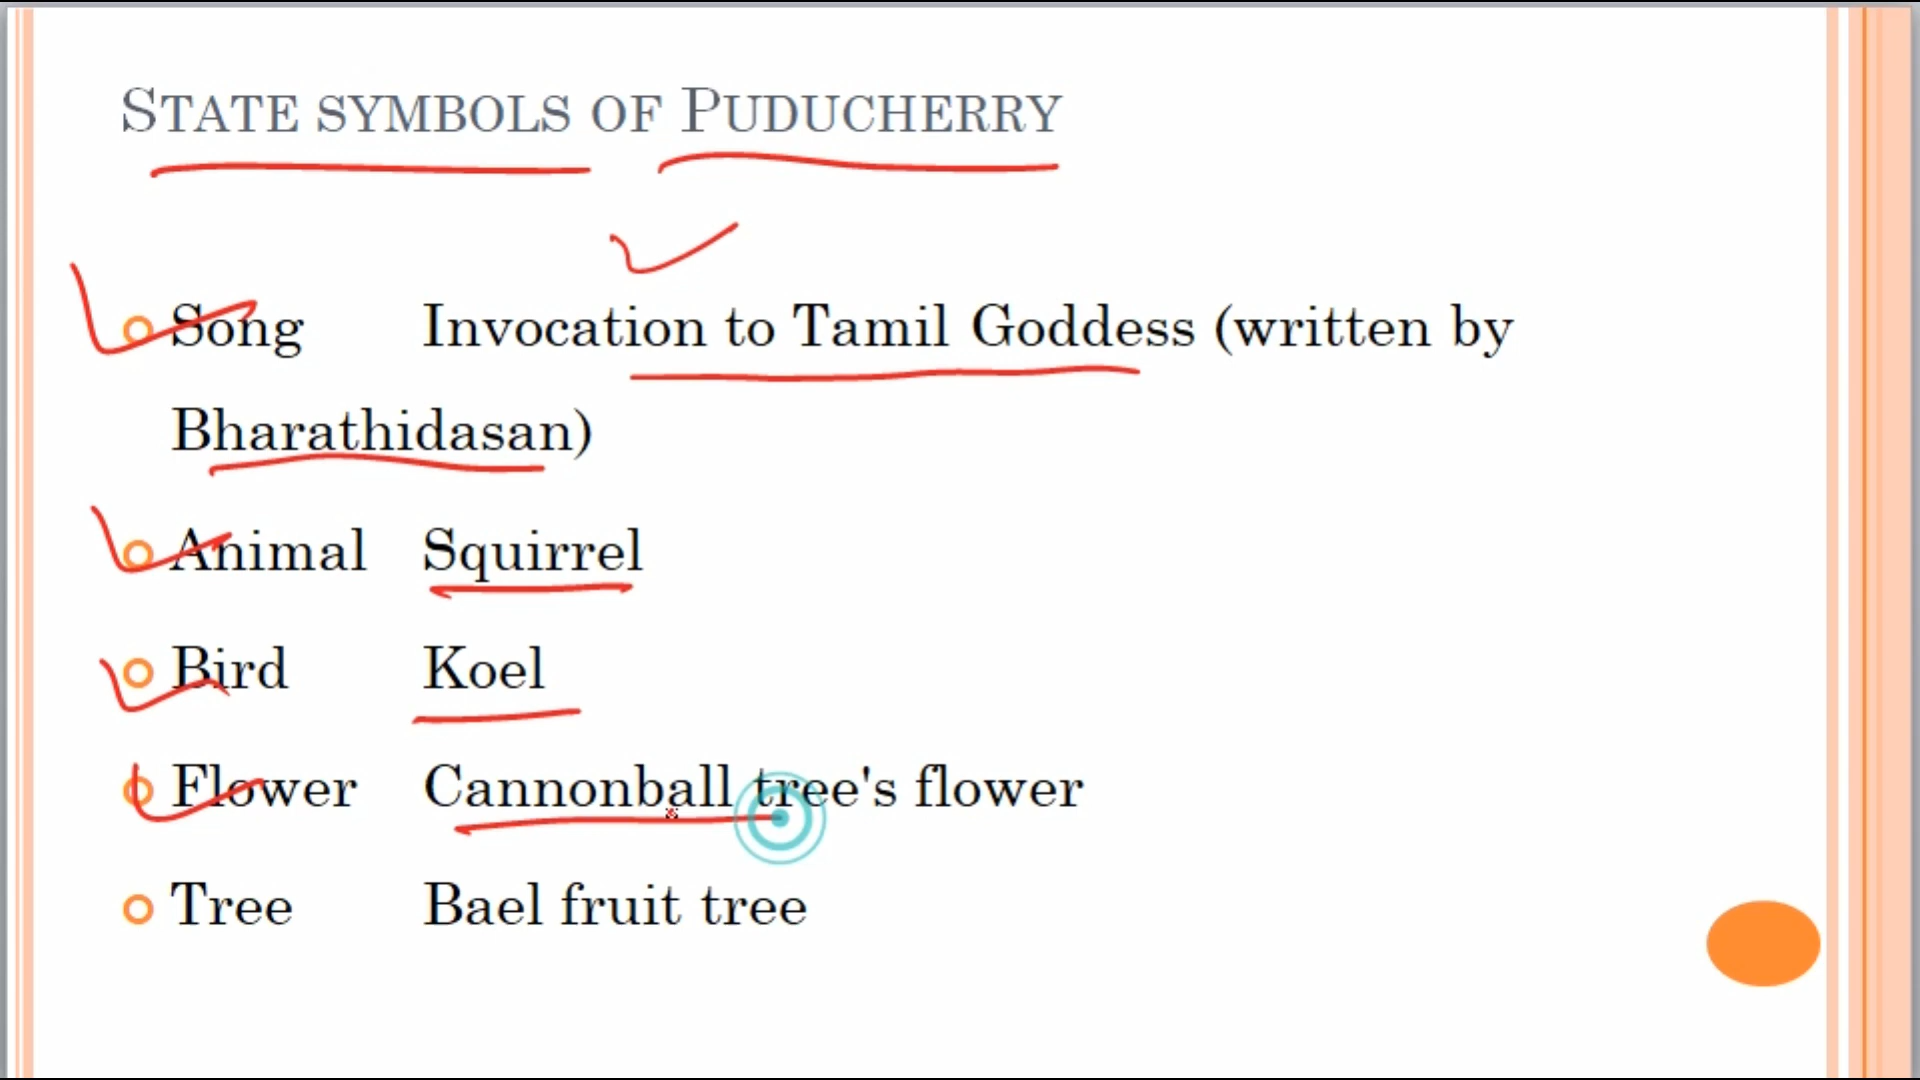 STATE SYMBOLS OF PUDUCHERRY
Song Invocation to Tamil Goddess (written by
Bharathidasan)
Animal Squirrel
Bird Koel
Flower Cannonball tree's flower
Tree Bael fruit tree